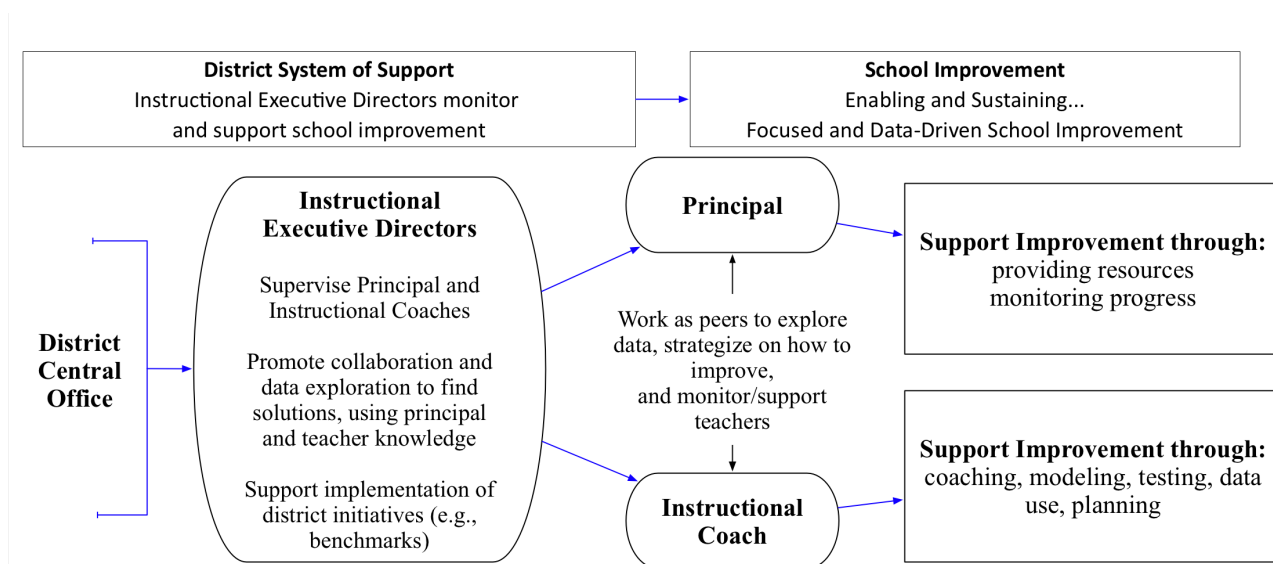 District System of Support
Instructional Executive Directors monitor
and support school improvement
School Improvement
Enabling and Sustaining...
Focused and Data-Driven School Improvement
District
Central
Office
Instructional
Executive Directors
Supervise Principal and
Instructional Coaches
Promote collaboration and
data exploration to find
solutions, using principal
and teacher knowledge
Support implementation of
district initiatives (e.g.,
benchmarks)
Principal
Work as peers to explore
data, strategize on how to
improve,
and monitor/support
teachers
Instructional
Coach
Support Improvement through:
providing resources
monitoring progress
Support Improvement through:
coaching, modeling, testing, data
use, planning